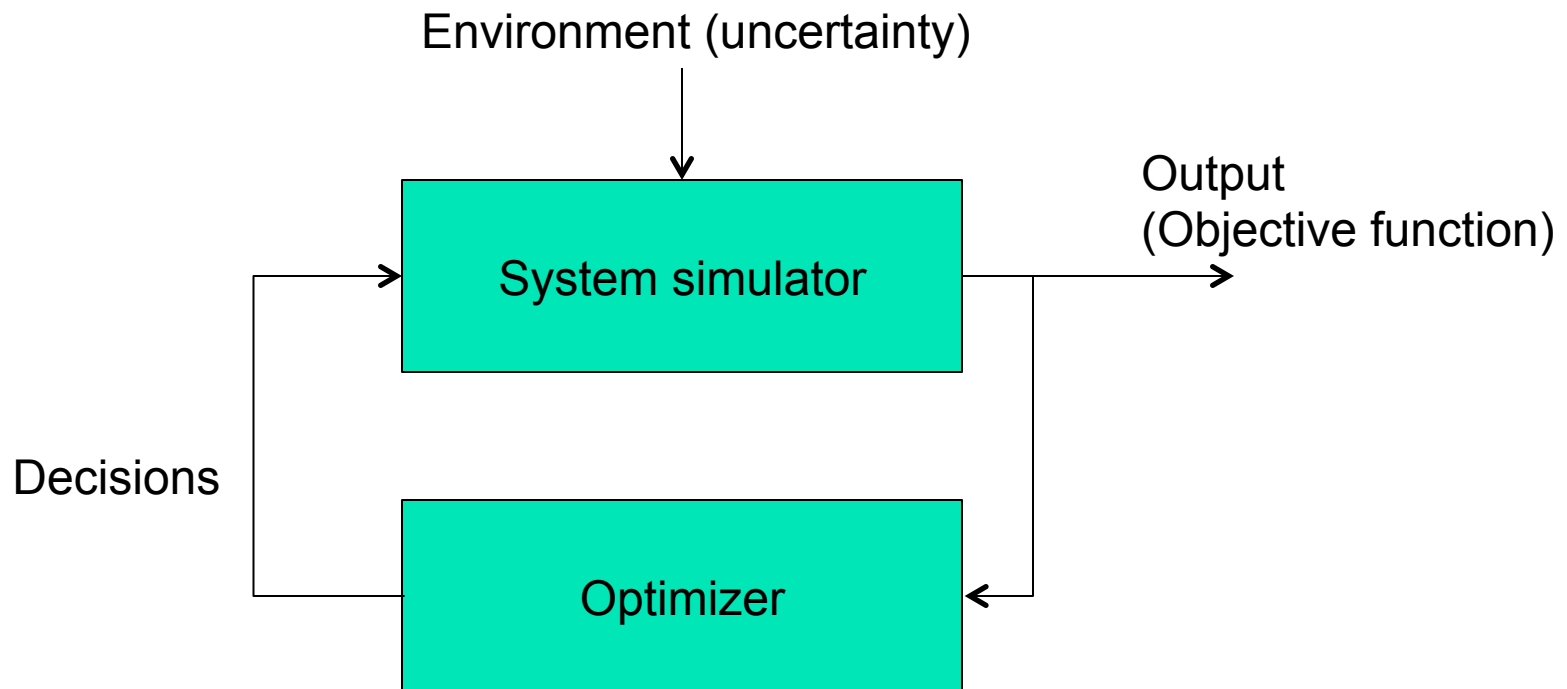 Environment (uncertainty)
Output
(Objective function)
System simulator
Decisions
Optimizer